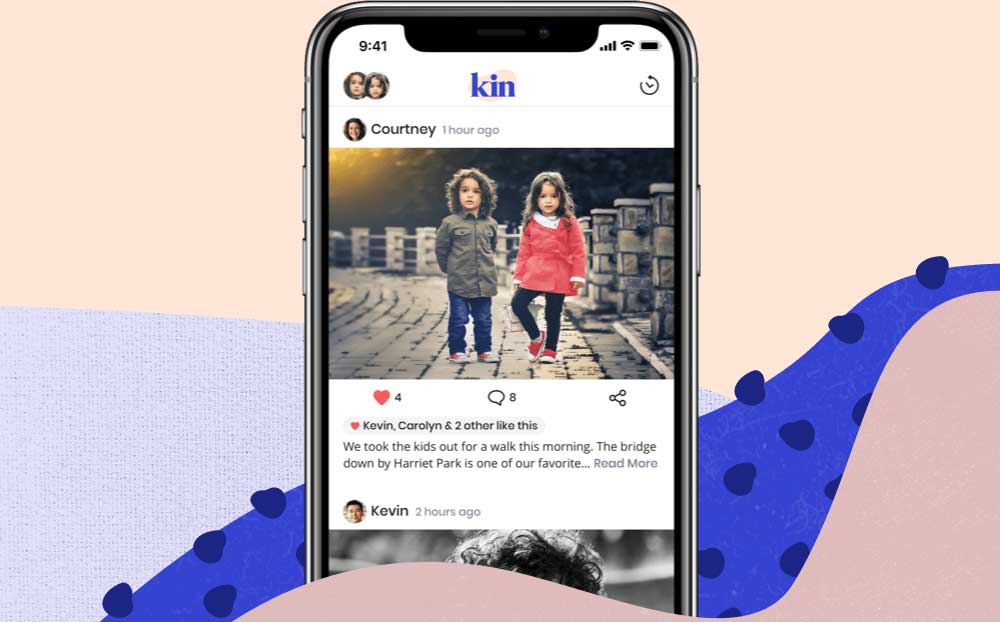 9:41
kin
Courtney 1 hour ago
4 8
Kevin, Carolyn & 2 other like this
We took the kids out for a walk this morning. The bridge
down by Harriet Park is one of our favorite... Read More
Kevin 2 hours ago